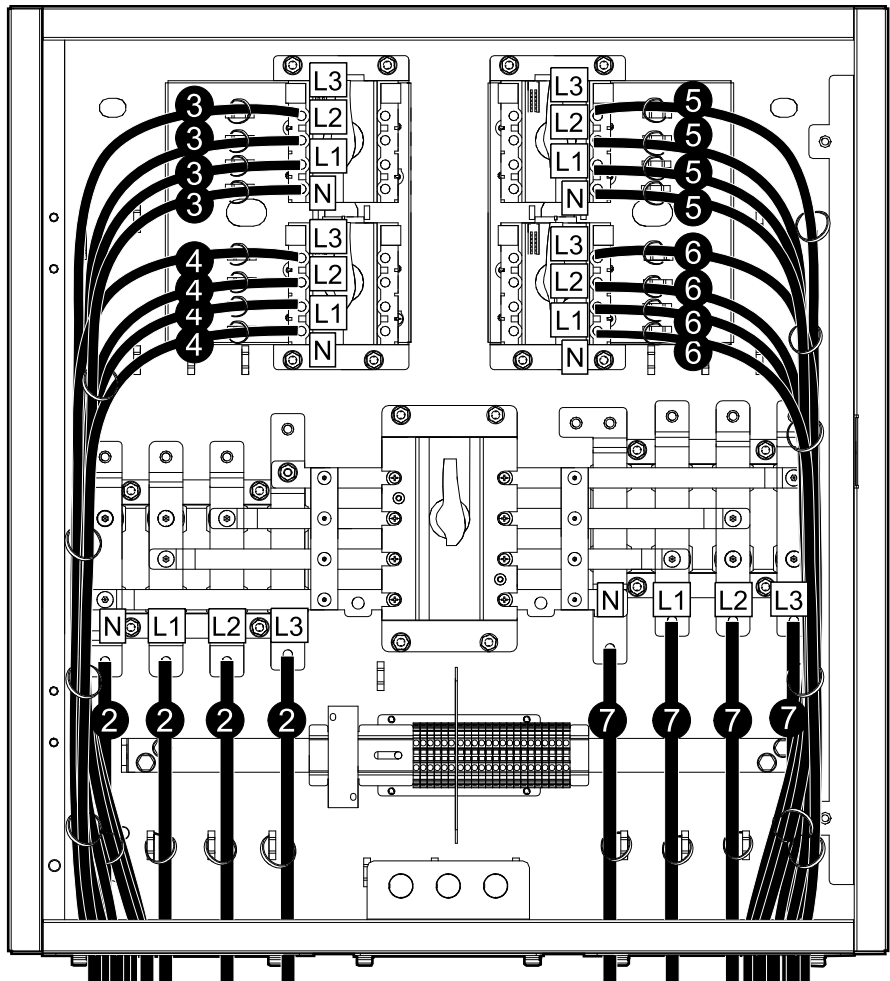 L3 L3
3 L2 L2 5
3 L1 L1 5
3 N N 5
3 5
4 L3 L3 6
4 L2 L2 6
4 L1 L1 6
4 N N 6
N L1 L2 L3
N L1 L2 L3
2 2 2 2 7 7 7 7